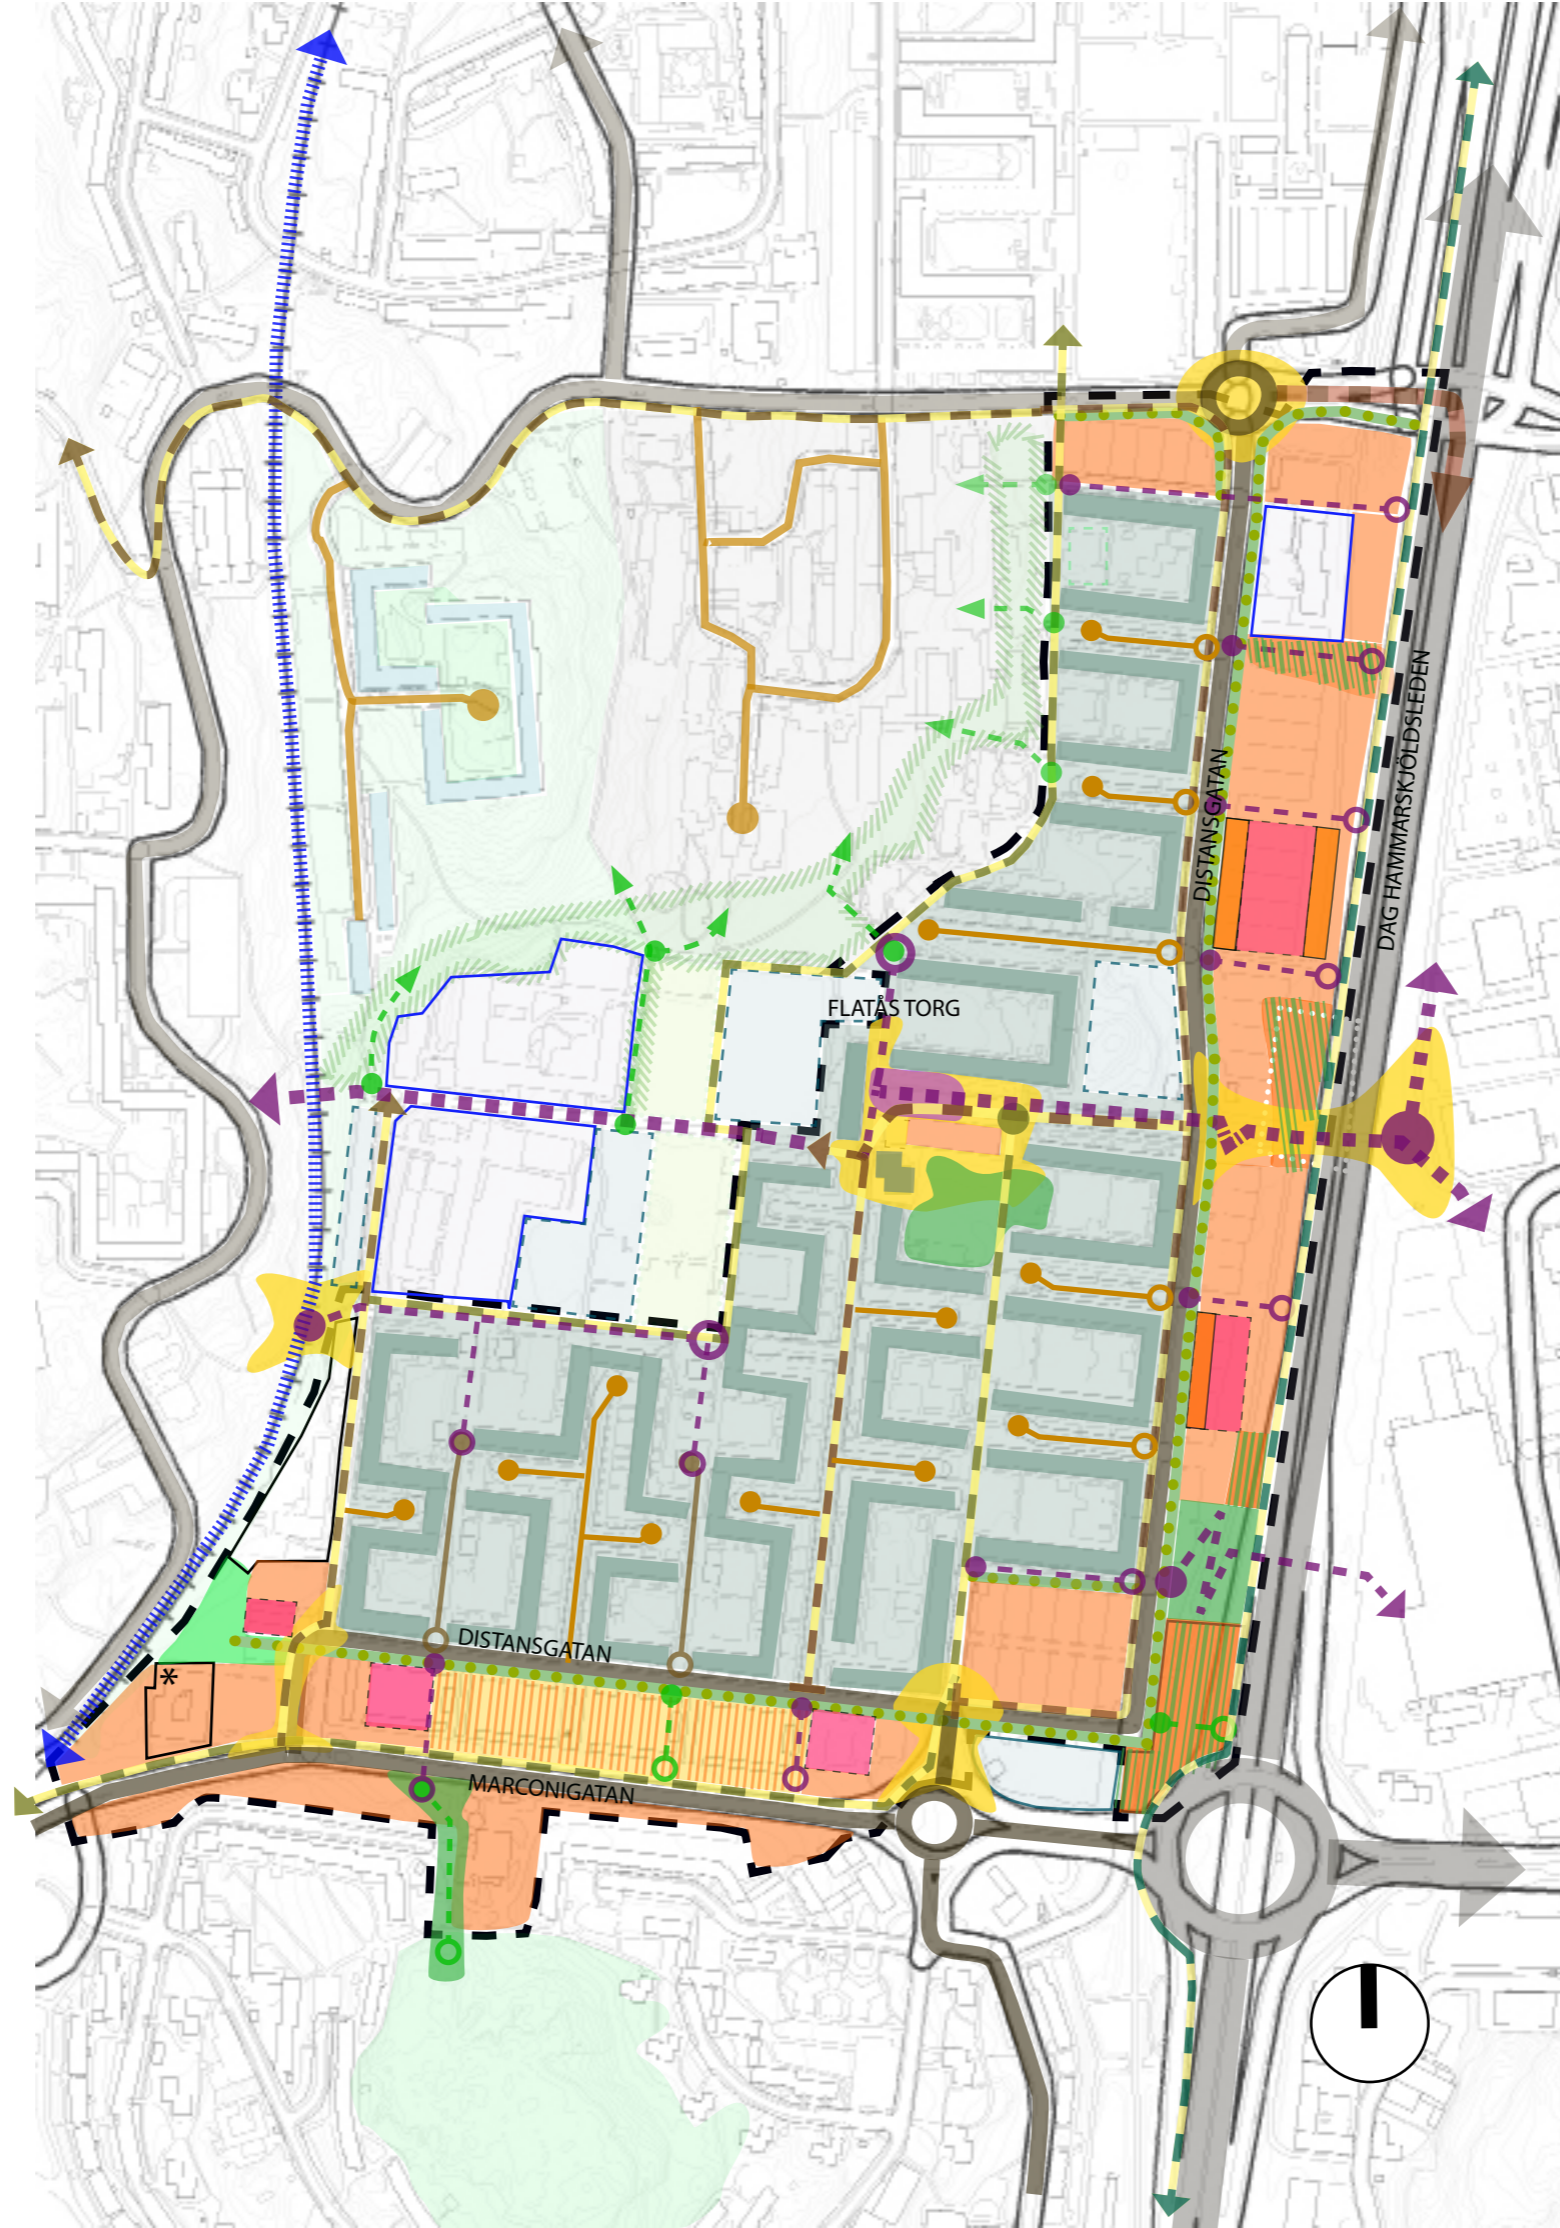 DISTANSGATAN
DAG HAMMARSKJÖLDSLEDEN
FLATÅS TORG
DISTANSGATAN
*
MARCONIGATAN